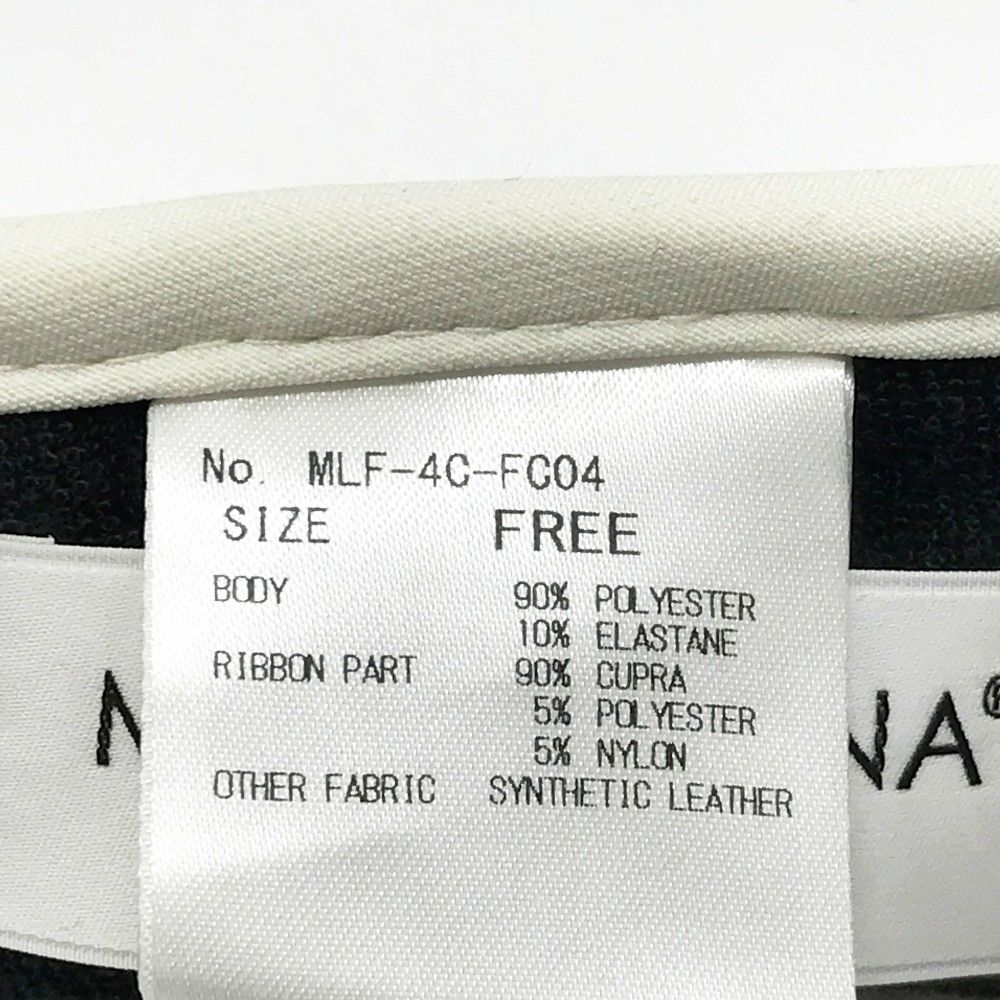 No. MLF-4C-FC04
SIZE FREE
BODY 90% POLYESTER
10% ELASTANE
RIBBON PART 90% CUPRA
5% POLYESTER
5% NYLON
OTHER FABRIC SYNTHETIC LEATHER
NA®